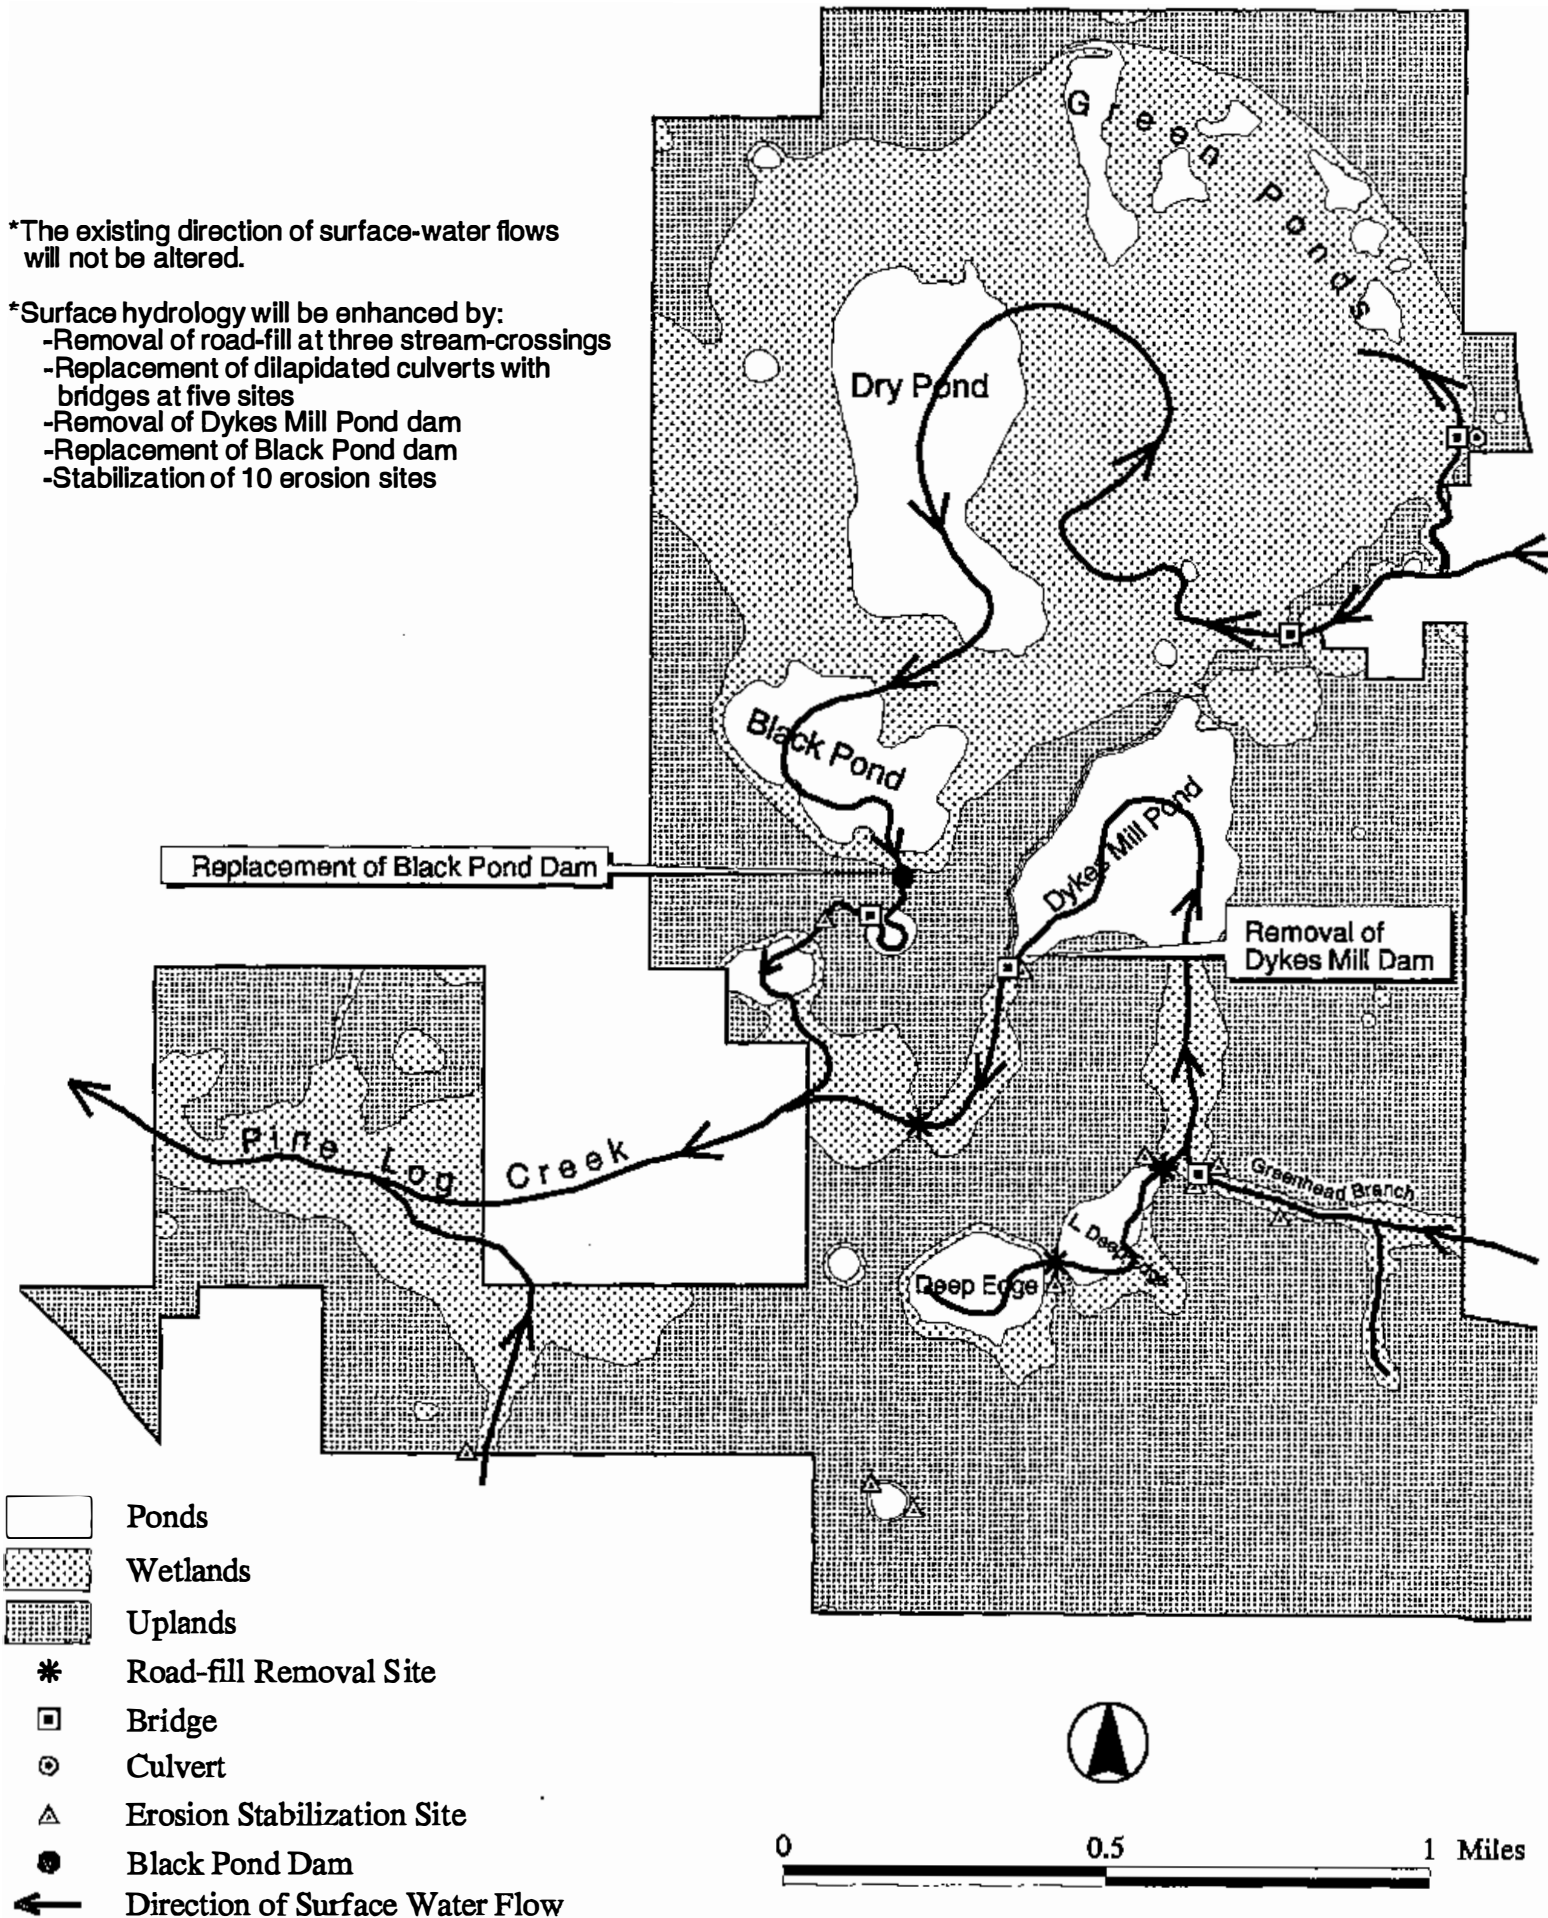 *The existing direction of surface-water flows
will not be altered.
*Surface hydrology will be enhanced by:
-Removal of road-fill at three stream-crossings
-Replacement of dilapidated culverts with
bridges at five sites
-Removal of Dykes Mill Pond dam
-Replacement of Black Pond dam
-Stabilization of 10 erosion sites
Green Ponds
Dry Pond
Black Pond
Dykes Mill Pond
Replacement of Black Pond Dam
Removal of
Dykes Mill Dam
Pine Log Creek
Greenhead Branch
L. Deep Edge
Deep Edge
Ponds
Wetlands
Uplands
Road-fill Removal Site
Bridge
Culvert
Erosion Stabilization Site
Black Pond Dam
Direction of Surface Water Flow
0 0.5 1 Miles